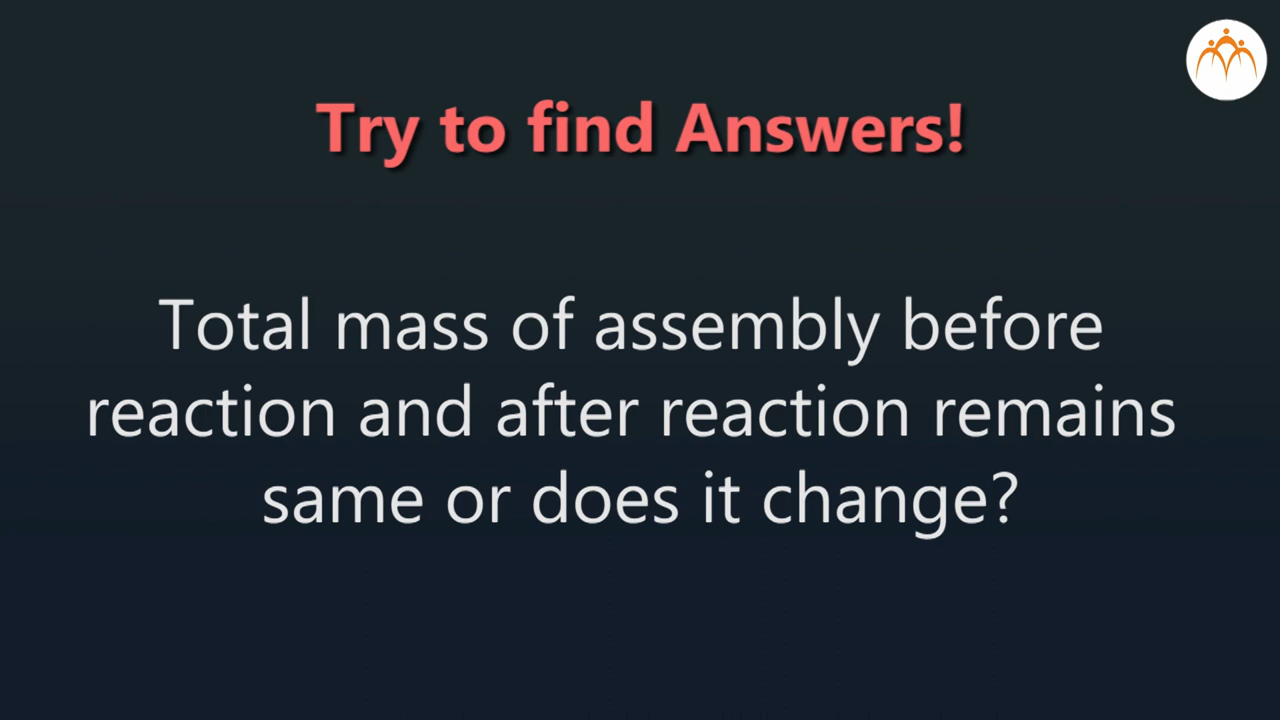 Try to find Answers!
Total mass of assembly before
reaction and after reaction remains
same or does it change?